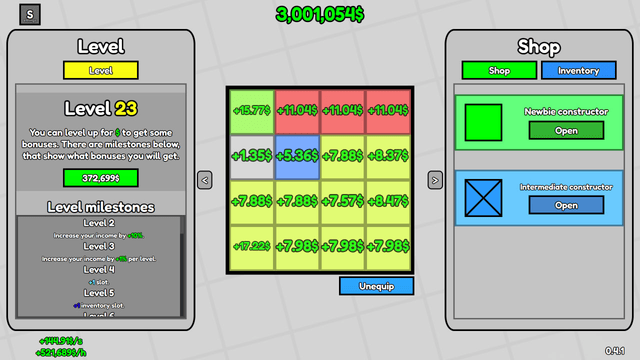 S
3,001,054$
Level
Level
Level 23
You can level up for $ to get some
bonuses. There are milestones below,
that show what bonuses you will get.
372,699$
Level milestones
Level 2
Increase your income by +10%.
Level 3
Increase your income by +1% per level.
Level 4
+1 slot.
Level 5
+1 inventory slot.
Level 6
+15.77$ +11.04$ +11.04$ +11.04$
+1.35$ +5.36$ +7.88$ +8.37$
+7.88$ +7.88$ +7.57$ +8.47$
+17.22$ +7.98$ +7.98$ +7.98$
<
>
Unequip
Shop
Shop Inventory
Newbie constructor
Open
Intermediate constructor
Open
+144.91$/s
+521,689$/h
0.4.1